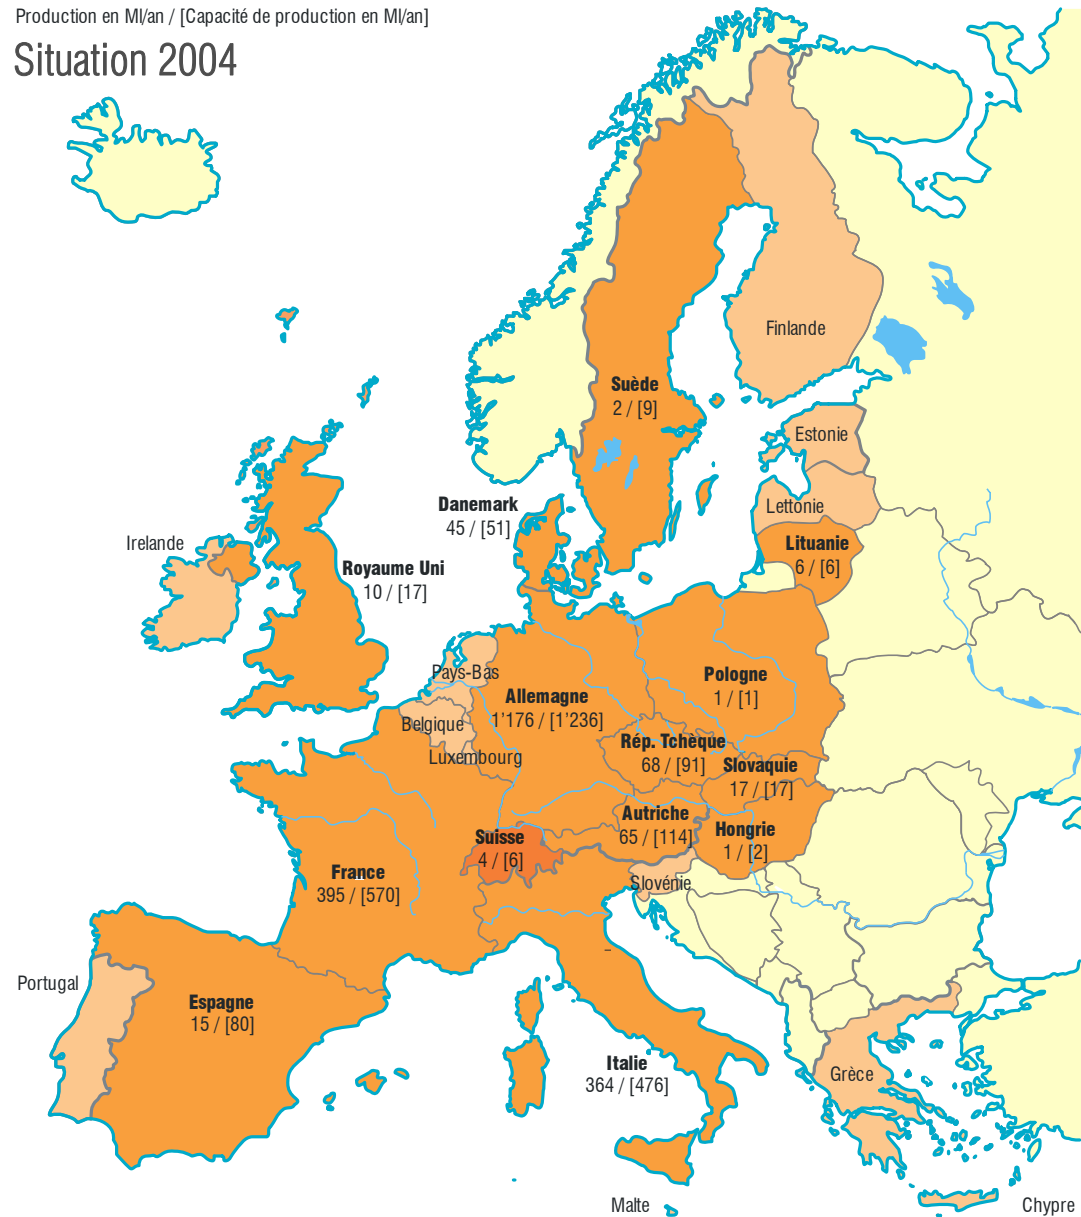 Production en Ml/an / [Capacité de production en Ml/an]
Situation 2004
Finlande
Suède
2 / [9]
Estonie
Lettonie
Danemark
45 / [51]
Lituanie
6 / [6]
Irelande
Royaume Uni
10 / [17]
Pays-Bas
Pologne
1 / [1]
Allemagne
1'176 / [1'236]
Belgique
Rép. Tchèque
68 / [91]
Luxembourg
Slovaquie
17 / [17]
Autriche
65 / [114]
Hongrie
1 / [2]
Suisse
4 / [6]
France
395 / [570]
Slovénie
Portugal
Espagne
15 / [80]
Italie
364 / [476]
Grèce
Malte
Chypre